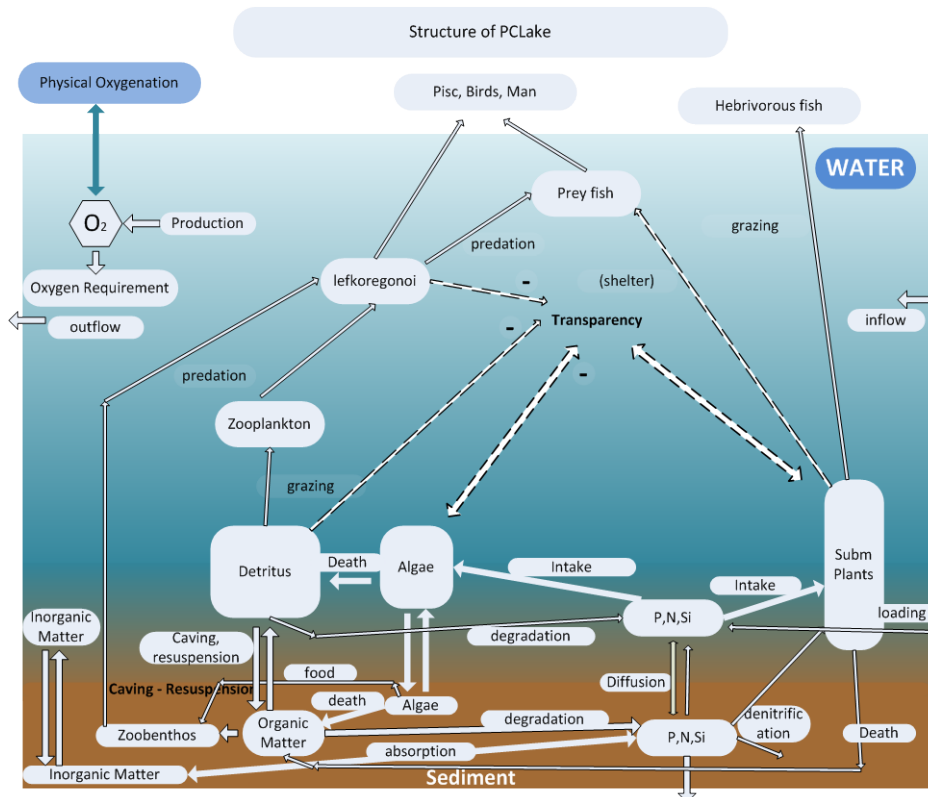 Structure of PCLake
Physical Oxygenation
Pisc, Birds, Man
Hebrivorous fish
WATER
Prey fish
O2
Production
grazing
predation
lefkoregonoi
(shelter)
Oxygen Requirement
-
outflow
-
Transparency
inflow
predation
-
Zooplankton
grazing
Detritus
Death
Algae
Intake
Intake
Subm
Plants
Inorganic
Matter
P,N,Si
loading
Caving,
resuspension
degradation
food
Diffusion
Caving - Resuspension
death
Algae
Zoobenthos
Organic
Matter
degradation
P,N,Si
denitrific
ation
Death
absorption
Inorganic Matter
Sediment